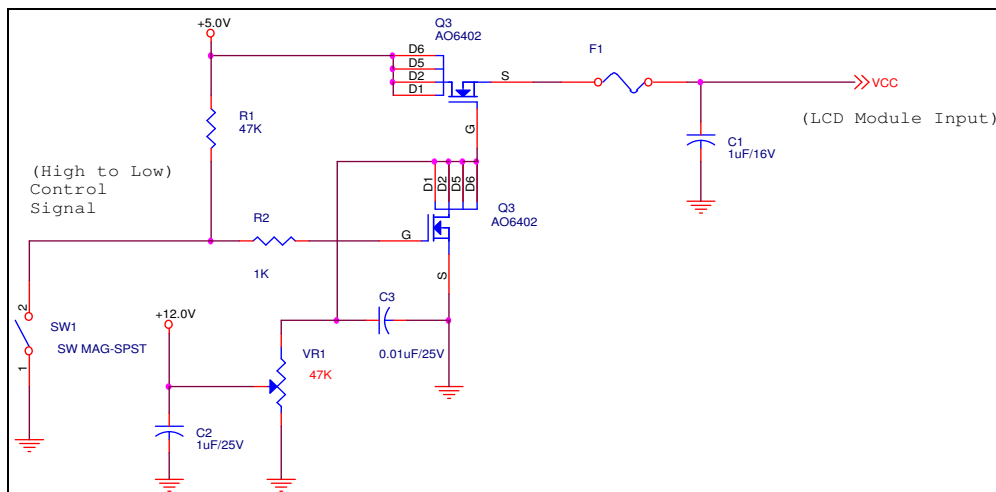 +5.0V
Q3
AO6402
D6
D5
D2
D1
S
G
F1
VCC
(LCD Module Input)
C1
1uF/16V
R1
47K
(High to Low)
Control
Signal
D1
D2
D5
D6
Q3
AO6402
R2
1K
G
S
C3
0.01uF/25V
2
SW1
SW MAG-SPST
1
+12.0V
VR1
47K
C2
1uF/25V